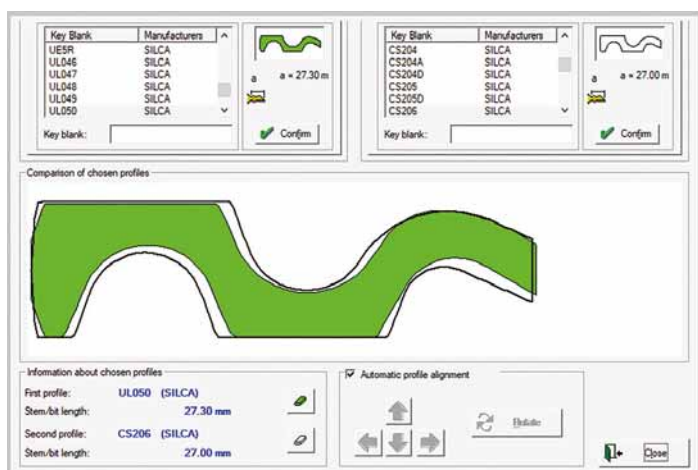 Key Blank Manufacturers
UE5R SILCA
UL046 SILCA
UL047 SILCA
UL048 SILCA
UL049 SILCA
UL050 SILCA
a a = 27.30 m
Key blank: Confirm
Key Blank Manufacturers
CS204 SILCA
CS204A SILCA
CS204D SILCA
CS205 SILCA
CS205D SILCA
CS206 SILCA
a a = 27.00 m
Key blank: Confirm
Comparison of chosen profiles
Information about chosen profiles
First profile: UL050 (SILCA)
Stem/bit length: 27.30 mm
Second profile: CS206 (SILCA)
Stem/bit length: 27.00 mm
Automatic profile alignment
Rotate
Close